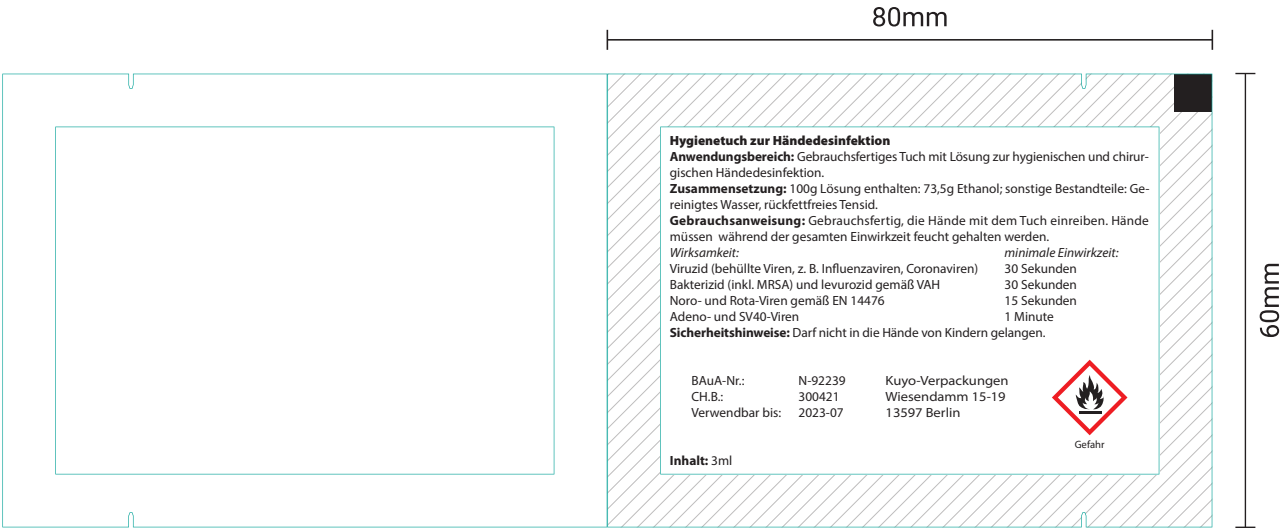 80mm
60mm
Hygienetuch zur Händedesinfektion
Anwendungsbereich: Gebrauchsfertiges Tuch mit Lösung zur hygienischen und chirur-
gischen Händedesinfektion.
Zusammensetzung: 100g Lösung enthalten: 73,5g Ethanol; sonstige Bestandteile: Ge-
reinigtes Wasser, rückfettfreies Tensid.
Gebrauchsanweisung: Gebrauchsfertig, die Hände mit dem Tuch einreiben. Hände
müssen  während der gesamten Einwirkzeit feucht gehalten werden.
Wirksamkeit: minimale Einwirkzeit:
Viruzid (behüllte Viren, z. B. Influenzaviren, Coronaviren) 30 Sekunden
Bakterizid (inkl. MRSA) und levurozid gemäß VAH 30 Sekunden
Noro- und Rota-Viren gemäß EN 14476 15 Sekunden
Adeno- und SV40-Viren 1 Minute
Sicherheitshinweise: Darf nicht in die Hände von Kindern gelangen.
BAuA-Nr.: N-92239 Kuyo-Verpackungen
CH.B.: 300421 Wiesendamm 15-19
Verwendbar bis: 2023-07 13597 Berlin
Gefahr
Inhalt: 3ml